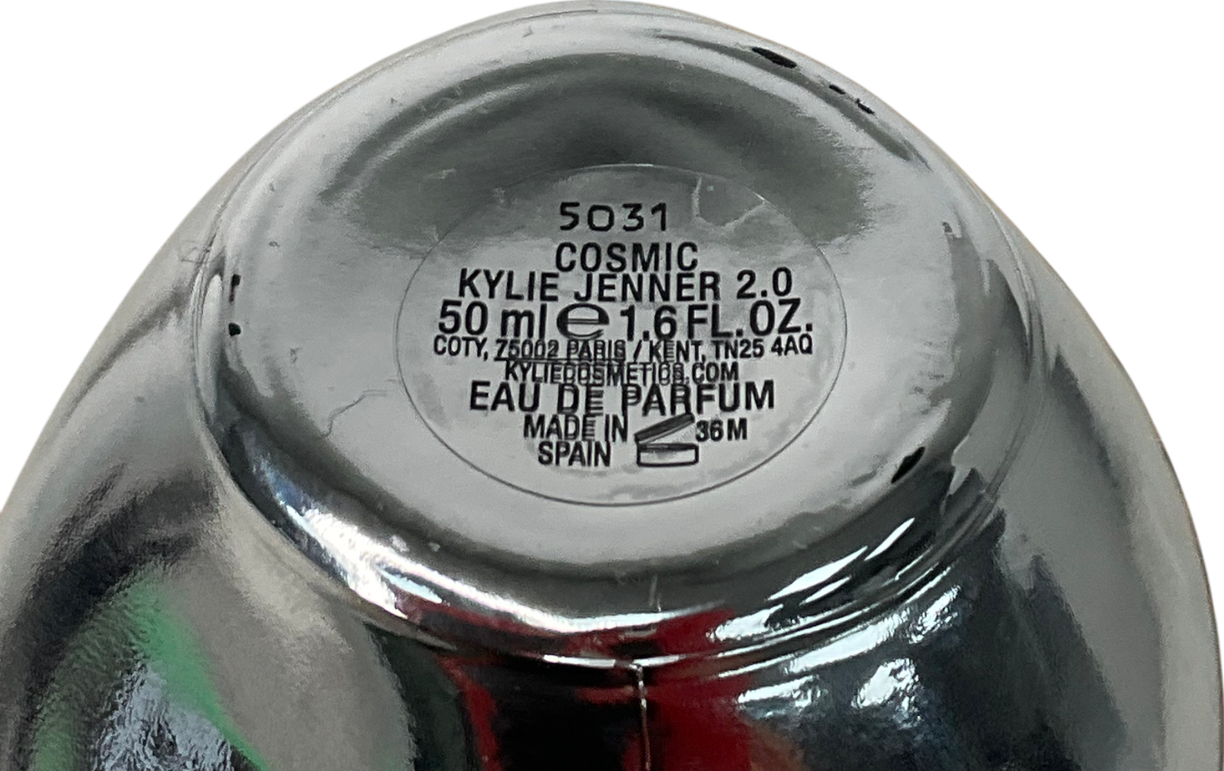 5031
COSMIC
KYLIE JENNER 2.0
50 ml ℮ 1.6 FL.OZ.
COTY, 75002 PARIS / KENT, TN25 4AQ
KYLIECOSMETICS.COM
EAU DE PARFUM
MADE IN
SPAIN
36 M